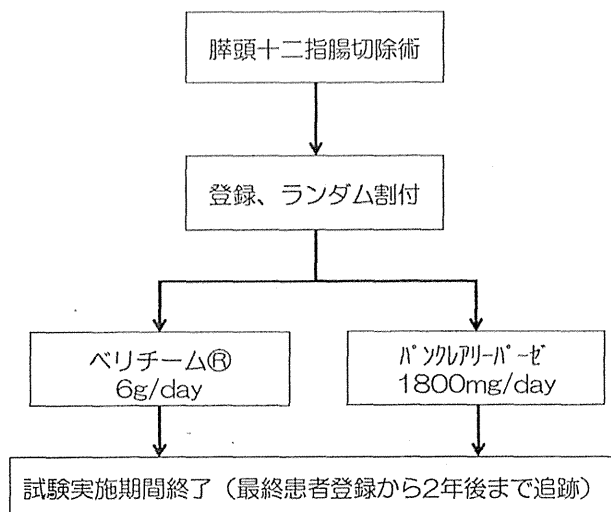 膵頭十二指腸切除術
登録、ランダム割付
ベリチーム®
6g/day
パンクレアリーパーゼ
1800mg/day
試験実施期間終了（最終患者登録から2年後まで追跡）